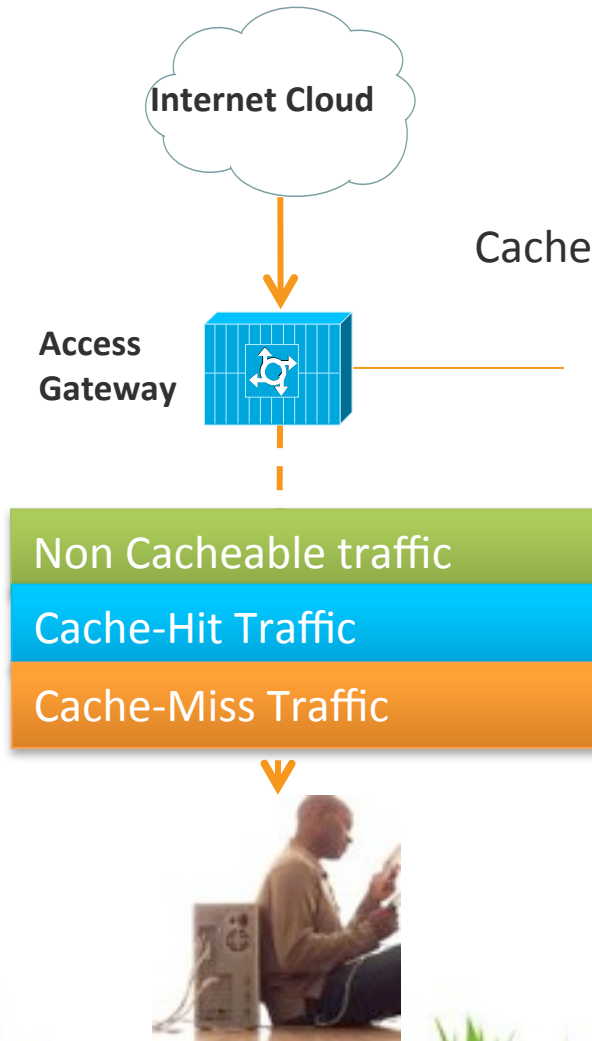 Internet Cloud
Cache
Access
Gateway
Non Cacheable traffic
Cache-Hit Traffic
Cache-Miss Traffic